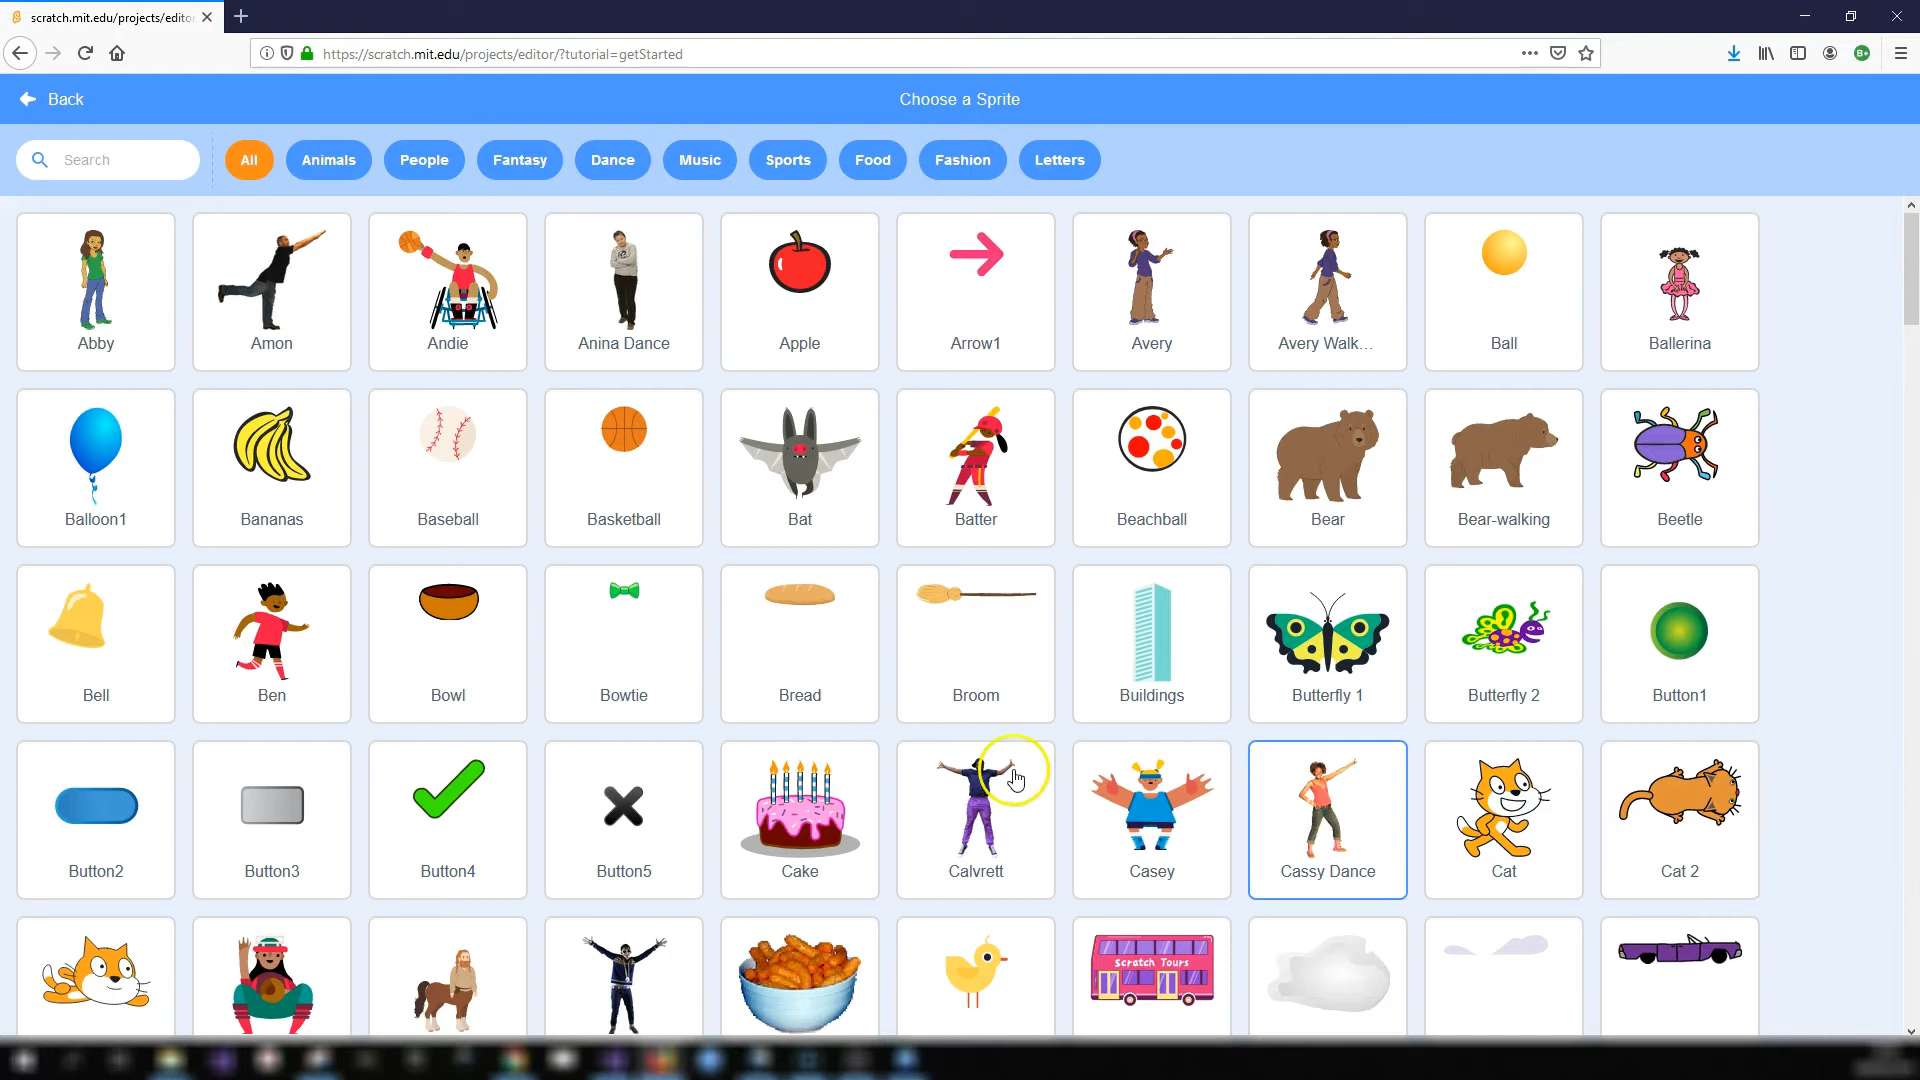 scratch.mit.edu/projects/editor
https://scratch.mit.edu/projects/editor/?tutorial=getStarted
Back
Choose a Sprite
Search
All
Animals
People
Fantasy
Dance
Music
Sports
Food
Fashion
Letters
Abby
Amon
Andie
Anina Dance
Apple
Arrow1
Avery
Avery Walk...
Ball
Ballerina
Balloon1
Bananas
Baseball
Basketball
Bat
Batter
Beachball
Bear
Bear-walking
Beetle
Bell
Ben
Bowl
Bowtie
Bread
Broom
Buildings
Butterfly 1
Butterfly 2
Button1
Button2
Button3
Button4
Button5
Cake
Calvrett
Casey
Cassy Dance
Cat
Cat 2
Scratch Tours